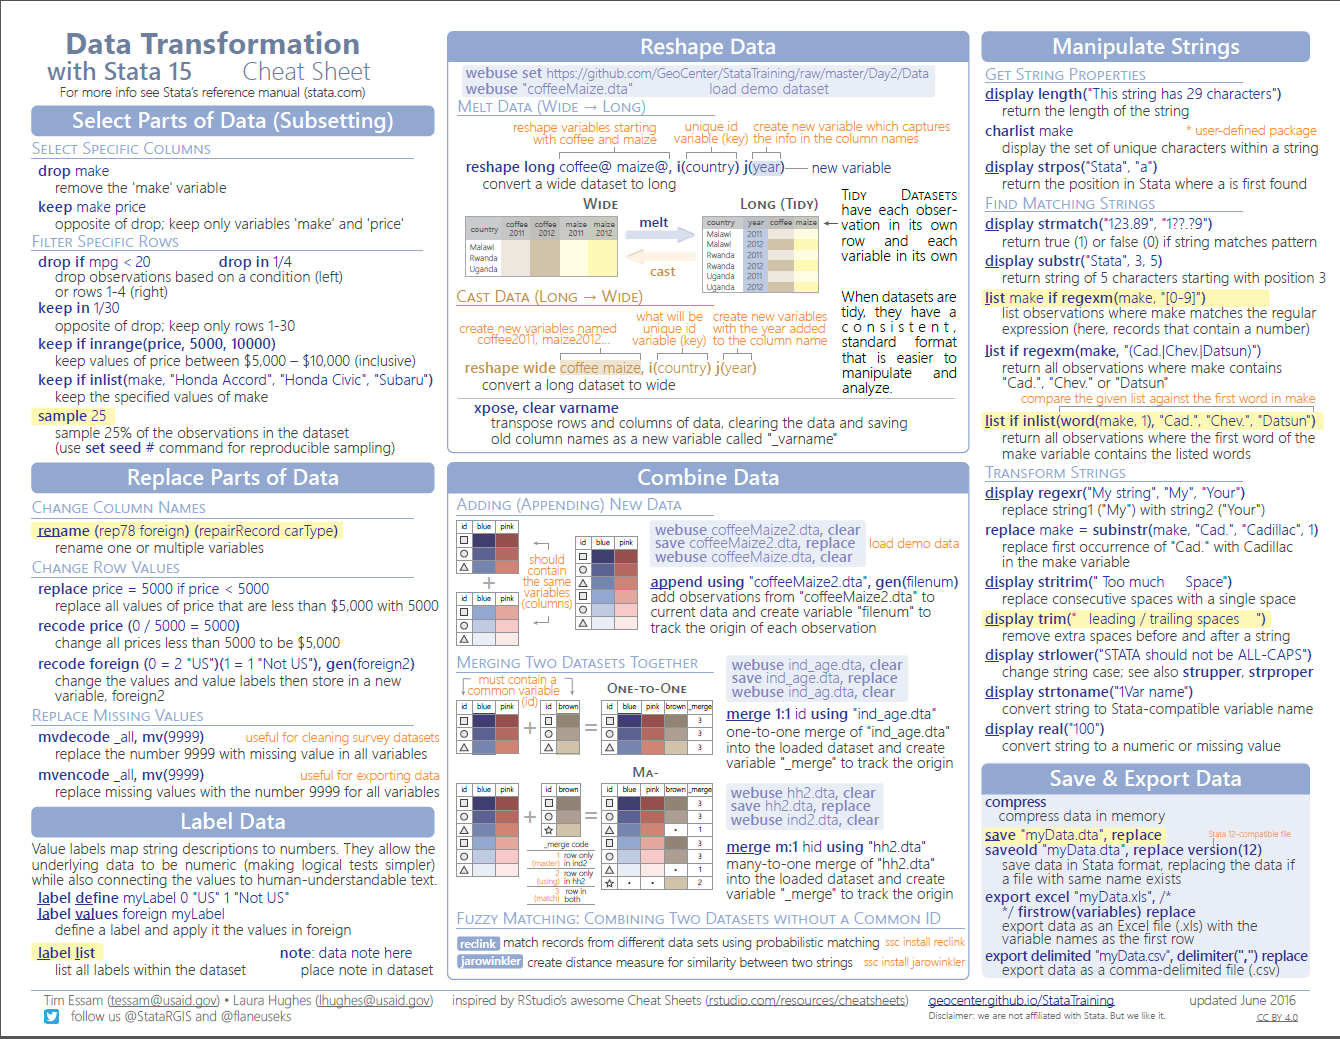 Data Transformation
with Stata 15 Cheat Sheet
For more info see Stata's reference manual (stata.com)
Select Parts of Data (Subsetting)
SELECT SPECIFIC COLUMNS
drop make
remove the 'make' variable
keep make price
opposite of drop; keep only variables 'make' and 'price'
FILTER SPECIFIC ROWS
drop if mpg < 20 drop in 1/4
drop observations based on a condition (left)
or rows 1-4 (right)
keep in 1/30
opposite of drop; keep only rows 1-30
keep if inrange(price, 5000, 10000)
keep values of price between $5,000 – $10,000 (inclusive)
keep if inlist(make, "Honda Accord", "Honda Civic", "Subaru")
keep the specified values of make
sample 25
sample 25% of the observations in the dataset
(use set seed # command for reproducible sampling)
Replace Parts of Data
CHANGE COLUMN NAMES
rename (rep78 foreign) (repairRecord carType)
rename one or multiple variables
CHANGE ROW VALUES
replace price = 5000 if price < 5000
replace all values of price that are less than $5,000 with 5000
recode price (0 / 5000 = 5000)
change all prices less than 5000 to be $5,000
recode foreign (0 = 2 "US")(1 = 1 "Not US"), gen(foreign2)
change the values and value labels then store in a new
variable, foreign2
REPLACE MISSING VALUES
mvdecode _all, mv(9999) useful for cleaning survey datasets
replace the number 9999 with missing value in all variables
mvencode _all, mv(9999) useful for exporting data
replace missing values with the number 9999 for all variables
Label Data
Value labels map string descriptions to numbers. They allow the
underlying data to be numeric (making logical tests simpler)
while also connecting the values to human-understandable text.
label define myLabel 0 "US" 1 "Not US"
label values foreign myLabel
define a label and apply it the values in foreign
label list note: data note here
list all labels within the dataset place note in dataset
Reshape Data
webuse set https://github.com/GeoCenter/StataTraining/raw/master/Day2/Data
webuse "coffeeMaize.dta" load demo dataset
MELT DATA (WIDE → LONG)
reshape variables starting unique id create new variable which captures
with coffee and maize variable (key) the info in the column names
reshape long coffee@ maize@, i(country) j(year) new variable
convert a wide dataset to long
WIDE LONG (TIDY)
country coffee 2011 coffee 2012 maize 2011 maize 2012
Malawi
Rwanda
Uganda
melt
cast
country year coffee maize
Malawi 2011
Malawi 2012
Rwanda 2011
Rwanda 2012
Uganda 2011
Uganda 2012
TIDY DATASETS
have each obser-
vation in its own
row and each
variable in its own
CAST DATA (LONG → WIDE)
create new variables named
coffee2011, maize2012...
what will be
unique id
variable (key)
create new variables
with the year added
to the column name
reshape wide coffee maize, i(country) j(year)
convert a long dataset to wide
When datasets are
tidy, they have a
consistent,
standard format
that is easier to
manipulate and
analyze.
xpose, clear varname
transpose rows and columns of data, clearing the data and saving
old column names as a new variable called "_varname"
Combine Data
ADDING (APPENDING) NEW DATA
id blue pink
+
id blue pink
should
contain
the same
variables
(columns)
id blue pink
webuse coffeeMaize2.dta, clear
save coffeeMaize2.dta, replace load demo data
webuse coffeeMaize.dta, clear
append using "coffeeMaize2.dta", gen(filenum)
add observations from "coffeeMaize2.dta" to
current data and create variable "filenum" to
track the origin of each observation
MERGING TWO DATASETS TOGETHER
must contain a
common variable
(id)
ONE-TO-ONE
id blue pink + id brown = id blue pink brown _merge
3
3
3
webuse ind_age.dta, clear
save ind_age.dta, replace
webuse ind_ag.dta, clear
merge 1:1 id using "ind_age.dta"
one-to-one merge of "ind_age.dta"
into the loaded dataset and create
variable "_merge" to track the origin
MA-
id blue pink + id brown = id blue pink brown _merge
3
3
. 1
3
3
. 1
. . 2
_merge code
1 (master) row only in ind2
2 (using) row only in hh2
3 (match) row in both
webuse hh2.dta, clear
save hh2.dta, replace
webuse ind2.dta, clear
merge m:1 hid using "hh2.dta"
many-to-one merge of "hh2.dta"
into the loaded dataset and create
variable "_merge" to track the origin
FUZZY MATCHING: COMBINING TWO DATASETS WITHOUT A COMMON ID
reclink match records from different data sets using probabilistic matching ssc install reclink
jarowinkler create distance measure for similarity between two strings ssc install jarowinkler
Manipulate Strings
GET STRING PROPERTIES
display length("This string has 29 characters")
return the length of the string
charlist make * user-defined package
display the set of unique characters within a string
display strpos("Stata", "a")
return the position in Stata where a is first found
FIND MATCHING STRINGS
display strmatch("123.89", "1??.?9")
return true (1) or false (0) if string matches pattern
display substr("Stata", 3, 5)
return string of 5 characters starting with position 3
list make if regexm(make, "[0-9]")
list observations where make matches the regular
expression (here, records that contain a number)
list if regexm(make, "(Cad.|Chev.|Datsun)")
return all observations where make contains
"Cad.", "Chev." or "Datsun"
compare the given list against the first word in make
list if inlist(word(make, 1), "Cad.", "Chev.", "Datsun")
return all observations where the first word of the
make variable contains the listed words
TRANSFORM STRINGS
display regexr("My string", "My", "Your")
replace string1 ("My") with string2 ("Your")
replace make = subinstr(make, "Cad.", "Cadillac", 1)
replace first occurrence of "Cad." with Cadillac
in the make variable
display stritrim(" Too much Space")
replace consecutive spaces with a single space
display trim(" leading / trailing spaces ")
remove extra spaces before and after a string
display strlower("STATA should not be ALL-CAPS")
change string case; see also strupper, strproper
display strtoname("1Var name")
convert string to Stata-compatible variable name
display real("100")
convert string to a numeric or missing value
Save & Export Data
compress
compress data in memory
save "myData.dta", replace Stata 12-compatible file
saveold "myData.dta", replace version(12)
save data in Stata format, replacing the data if
a file with same name exists
export excel "myData.xls", /*
*/ firstrow(variables) replace
export data as an Excel file (.xls) with the
variable names as the first row
export delimited "myData.csv", delimiter(",") replace
export data as a comma-delimited file (.csv)
Tim Essam (tessam@usaid.gov) • Laura Hughes (lhughes@usaid.gov) inspired by RStudio's awesome Cheat Sheets (rstudio.com/resources/cheatsheets) geocenter.github.io/StataTraining updated June 2016
follow us @StataRGIS and @flaneuseks Disclaimer: we are not affiliated with Stata. But we like it. CC BY 4.0